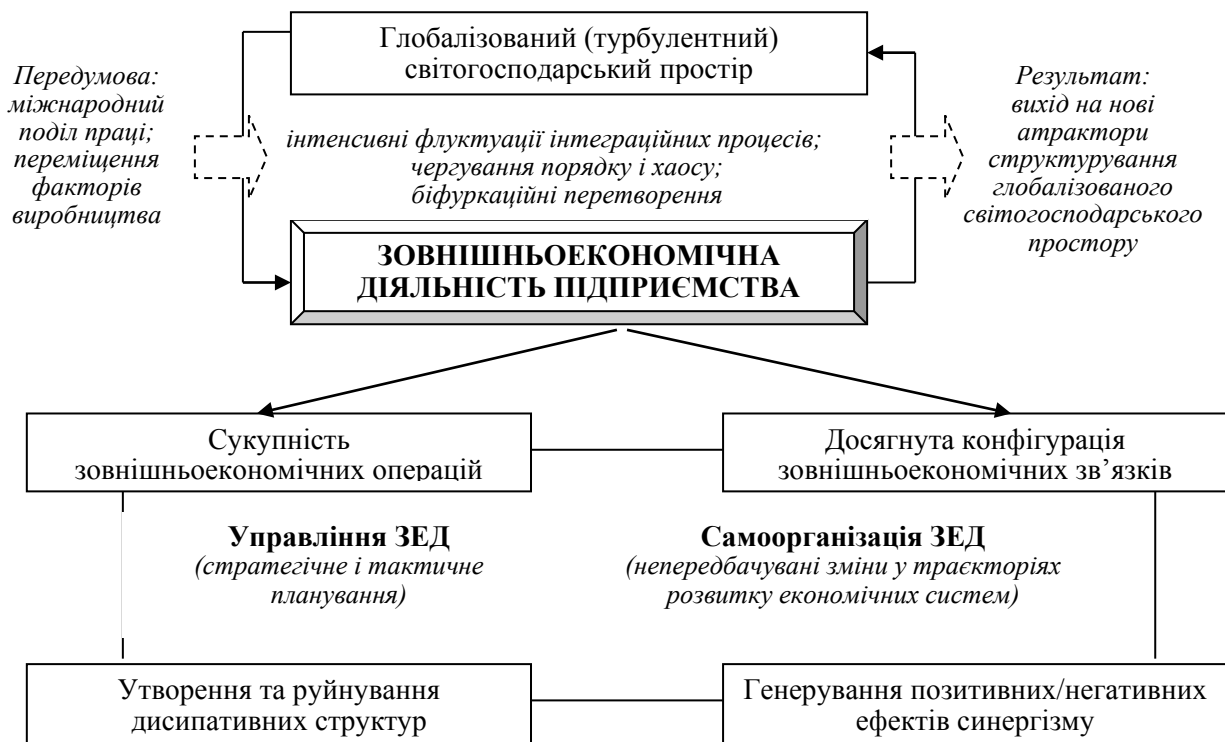 Глобалізований (турбулентний)
світогосподарський простір
Передумова:
міжнародний
поділ праці;
переміщення
факторів
виробництва
інтенсивні флуктуації інтеграційних процесів;
чергування порядку і хаосу;
біфуркаційні перетворення
Результат:
вихід на нові
атрактори
структурування
глобалізованого
світогосподарського
простору
ЗОВНІШНЬОЕКОНОМІЧНА
ДІЯЛЬНІСТЬ ПІДПРИЄМСТВА
Сукупність
зовнішньоекономічних операцій
Досягнута конфігурація
зовнішньоекономічних зв’язків
Управління ЗЕД
(стратегічне і тактичне
планування)
Самоорганізація ЗЕД
(непередбачувані зміни у траєкторіях
розвитку економічних систем)
Утворення та руйнування
дисипативних структур
Генерування позитивних/негативних
ефектів синергізму